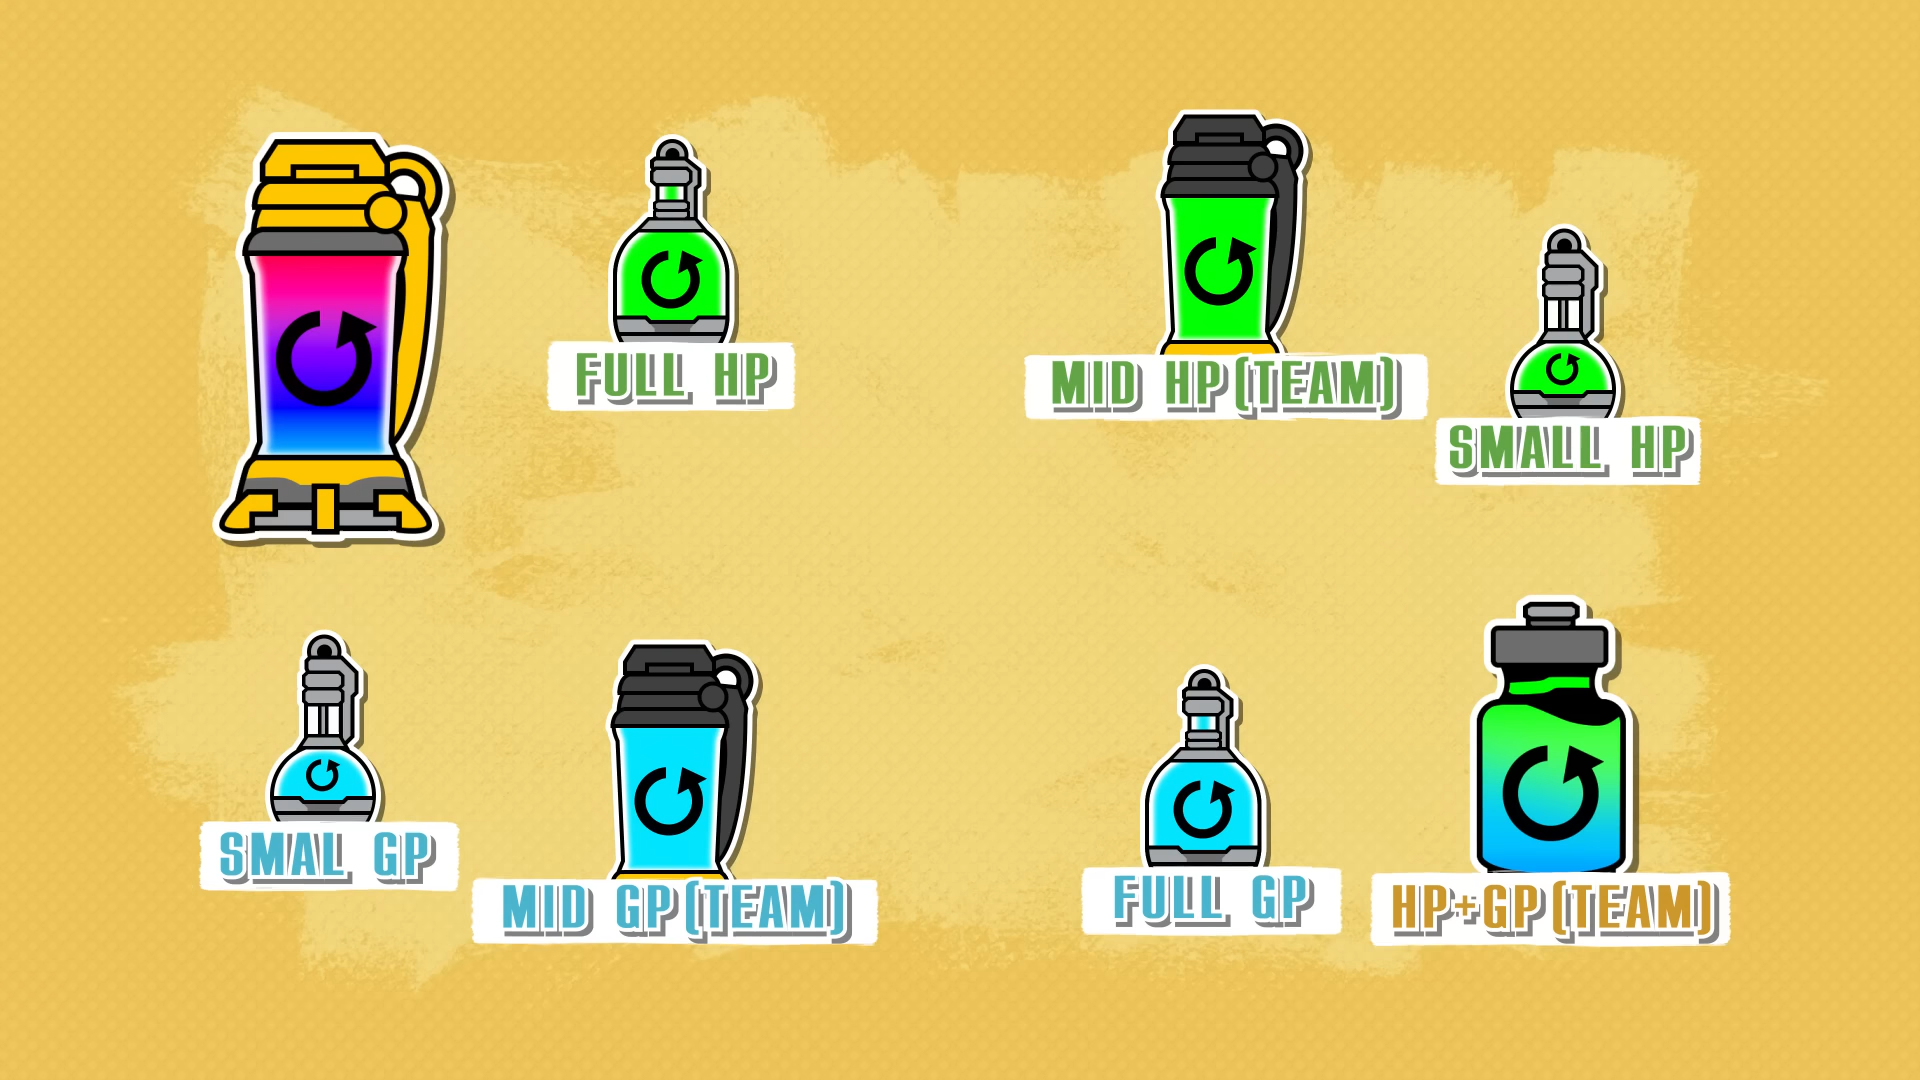 FULL HP
MID HP(TEAM)
SMALL HP
SMAL GP
MID GP(TEAM)
FULL GP
HP+GP(TEAM)